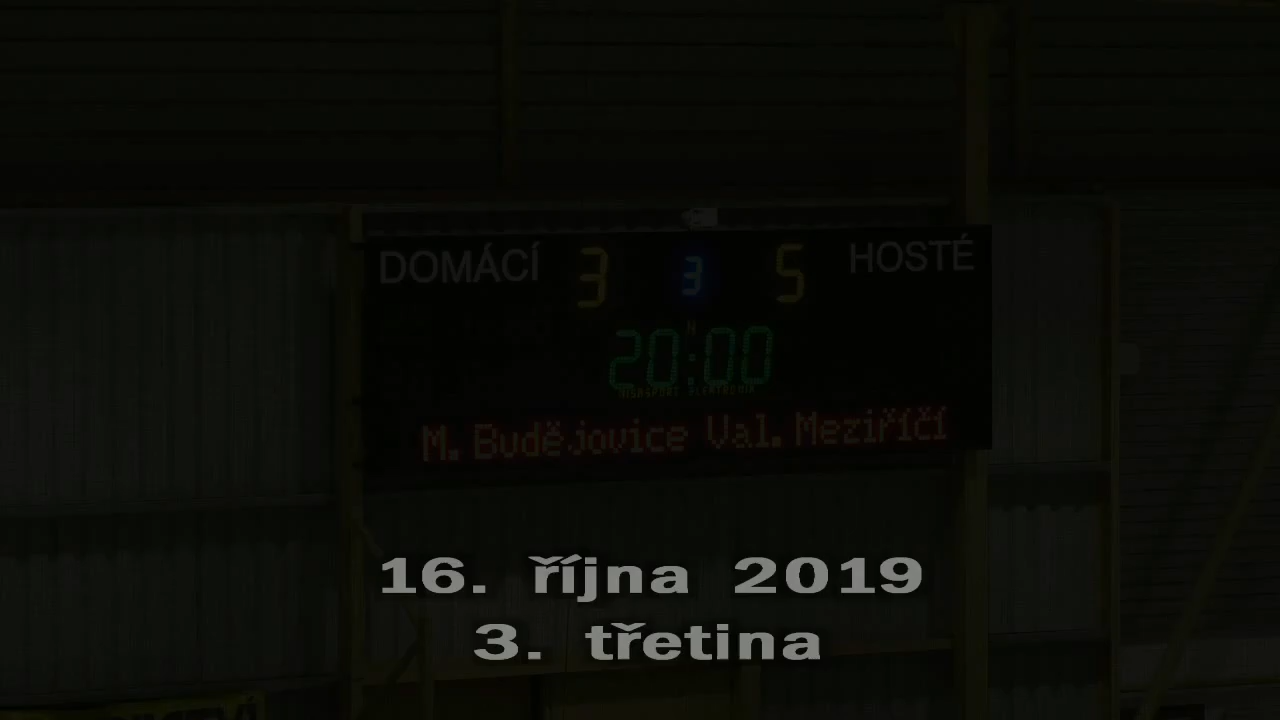 DOMÁCÍ 3 3 5 HOSTÉ
20:00
M. Budějovice Val. Meziříčí
16. října 2019
3. třetina